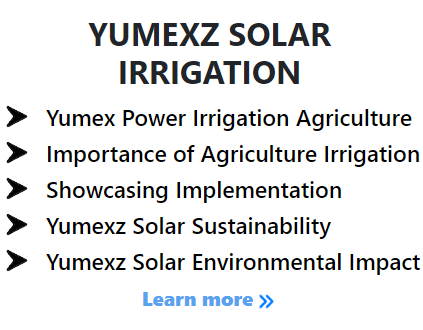 YUMEXZ SOLAR
IRRIGATION
Yumex Power Irrigation Agriculture
Importance of Agriculture Irrigation
Showcasing Implementation
Yumexz Solar Sustainability
Yumexz Solar Environmental Impact
Learn more »